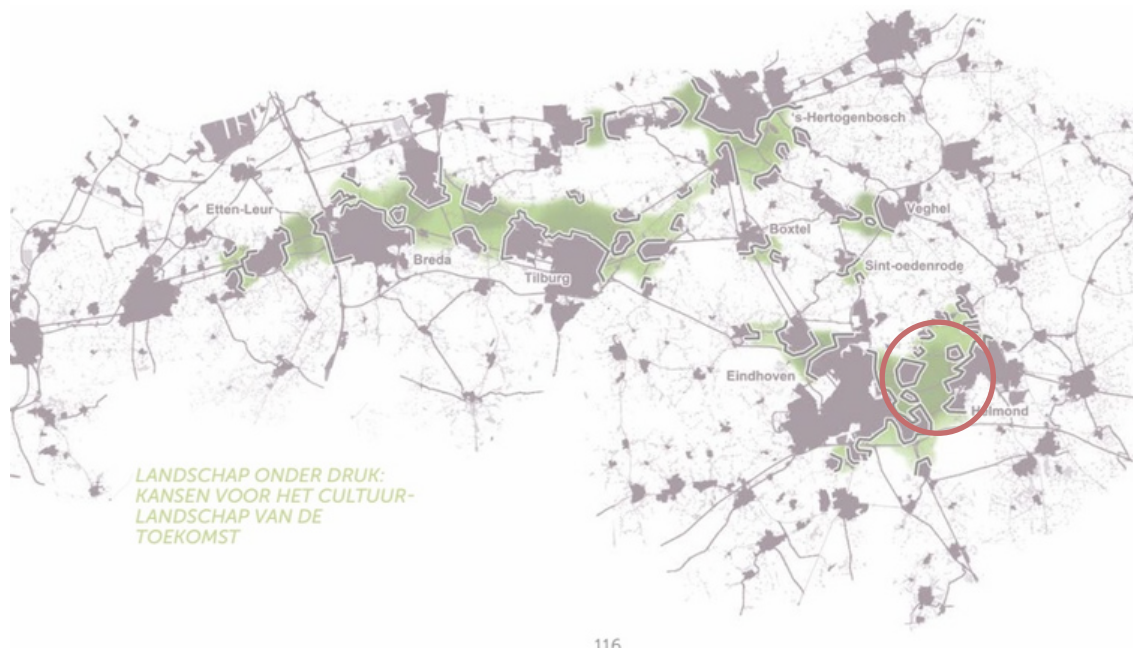 's-Hertogenbosch
Etten-Leur
Veghel
Boxtel
Breda
Sint-oedenrode
Tilburg
Eindhoven
Helmond
LANDSCHAP ONDER DRUK:
KANSEN VOOR HET CULTUUR-
LANDSCHAP VAN DE
TOEKOMST
116